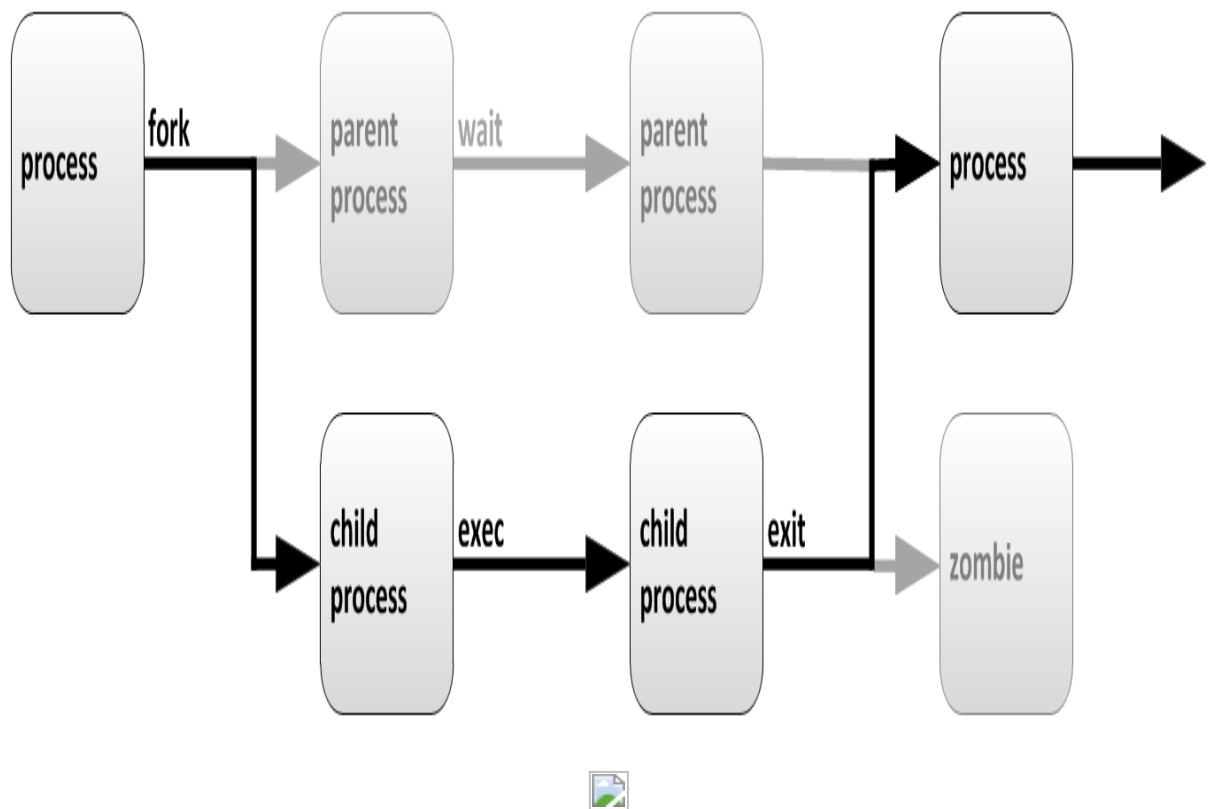 fork
process
parent
process
wait
parent
process
process
child
process
exec
child
process
exit
zombie